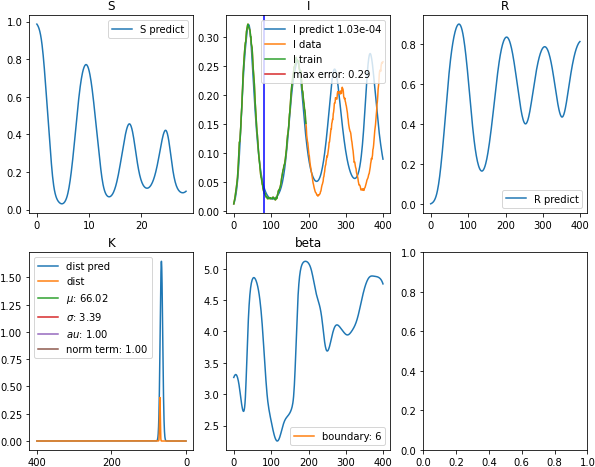 S
1.0
0.8
0.6
0.4
0.2
0.0
0 10 20
S predict
I
0.30
0.25
0.20
0.15
0.10
0.05
0.00
0 100 200 300 400
I predict 1.03e-04
I data
I train
max error: 0.29
R
0.8
0.6
0.4
0.2
0.0
0 100 200 300 400
R predict
K
1.50
1.25
1.00
0.75
0.50
0.25
0.00
400 200 0
dist pred
dist
μ: 66.02
σ: 3.39
au: 1.00
norm term: 1.00
beta
5.0
4.5
4.0
3.5
3.0
2.5
0 100 200 300 400
boundary: 6
1.0
0.8
0.6
0.4
0.2
0.0
0.0 0.2 0.4 0.6 0.8 1.0